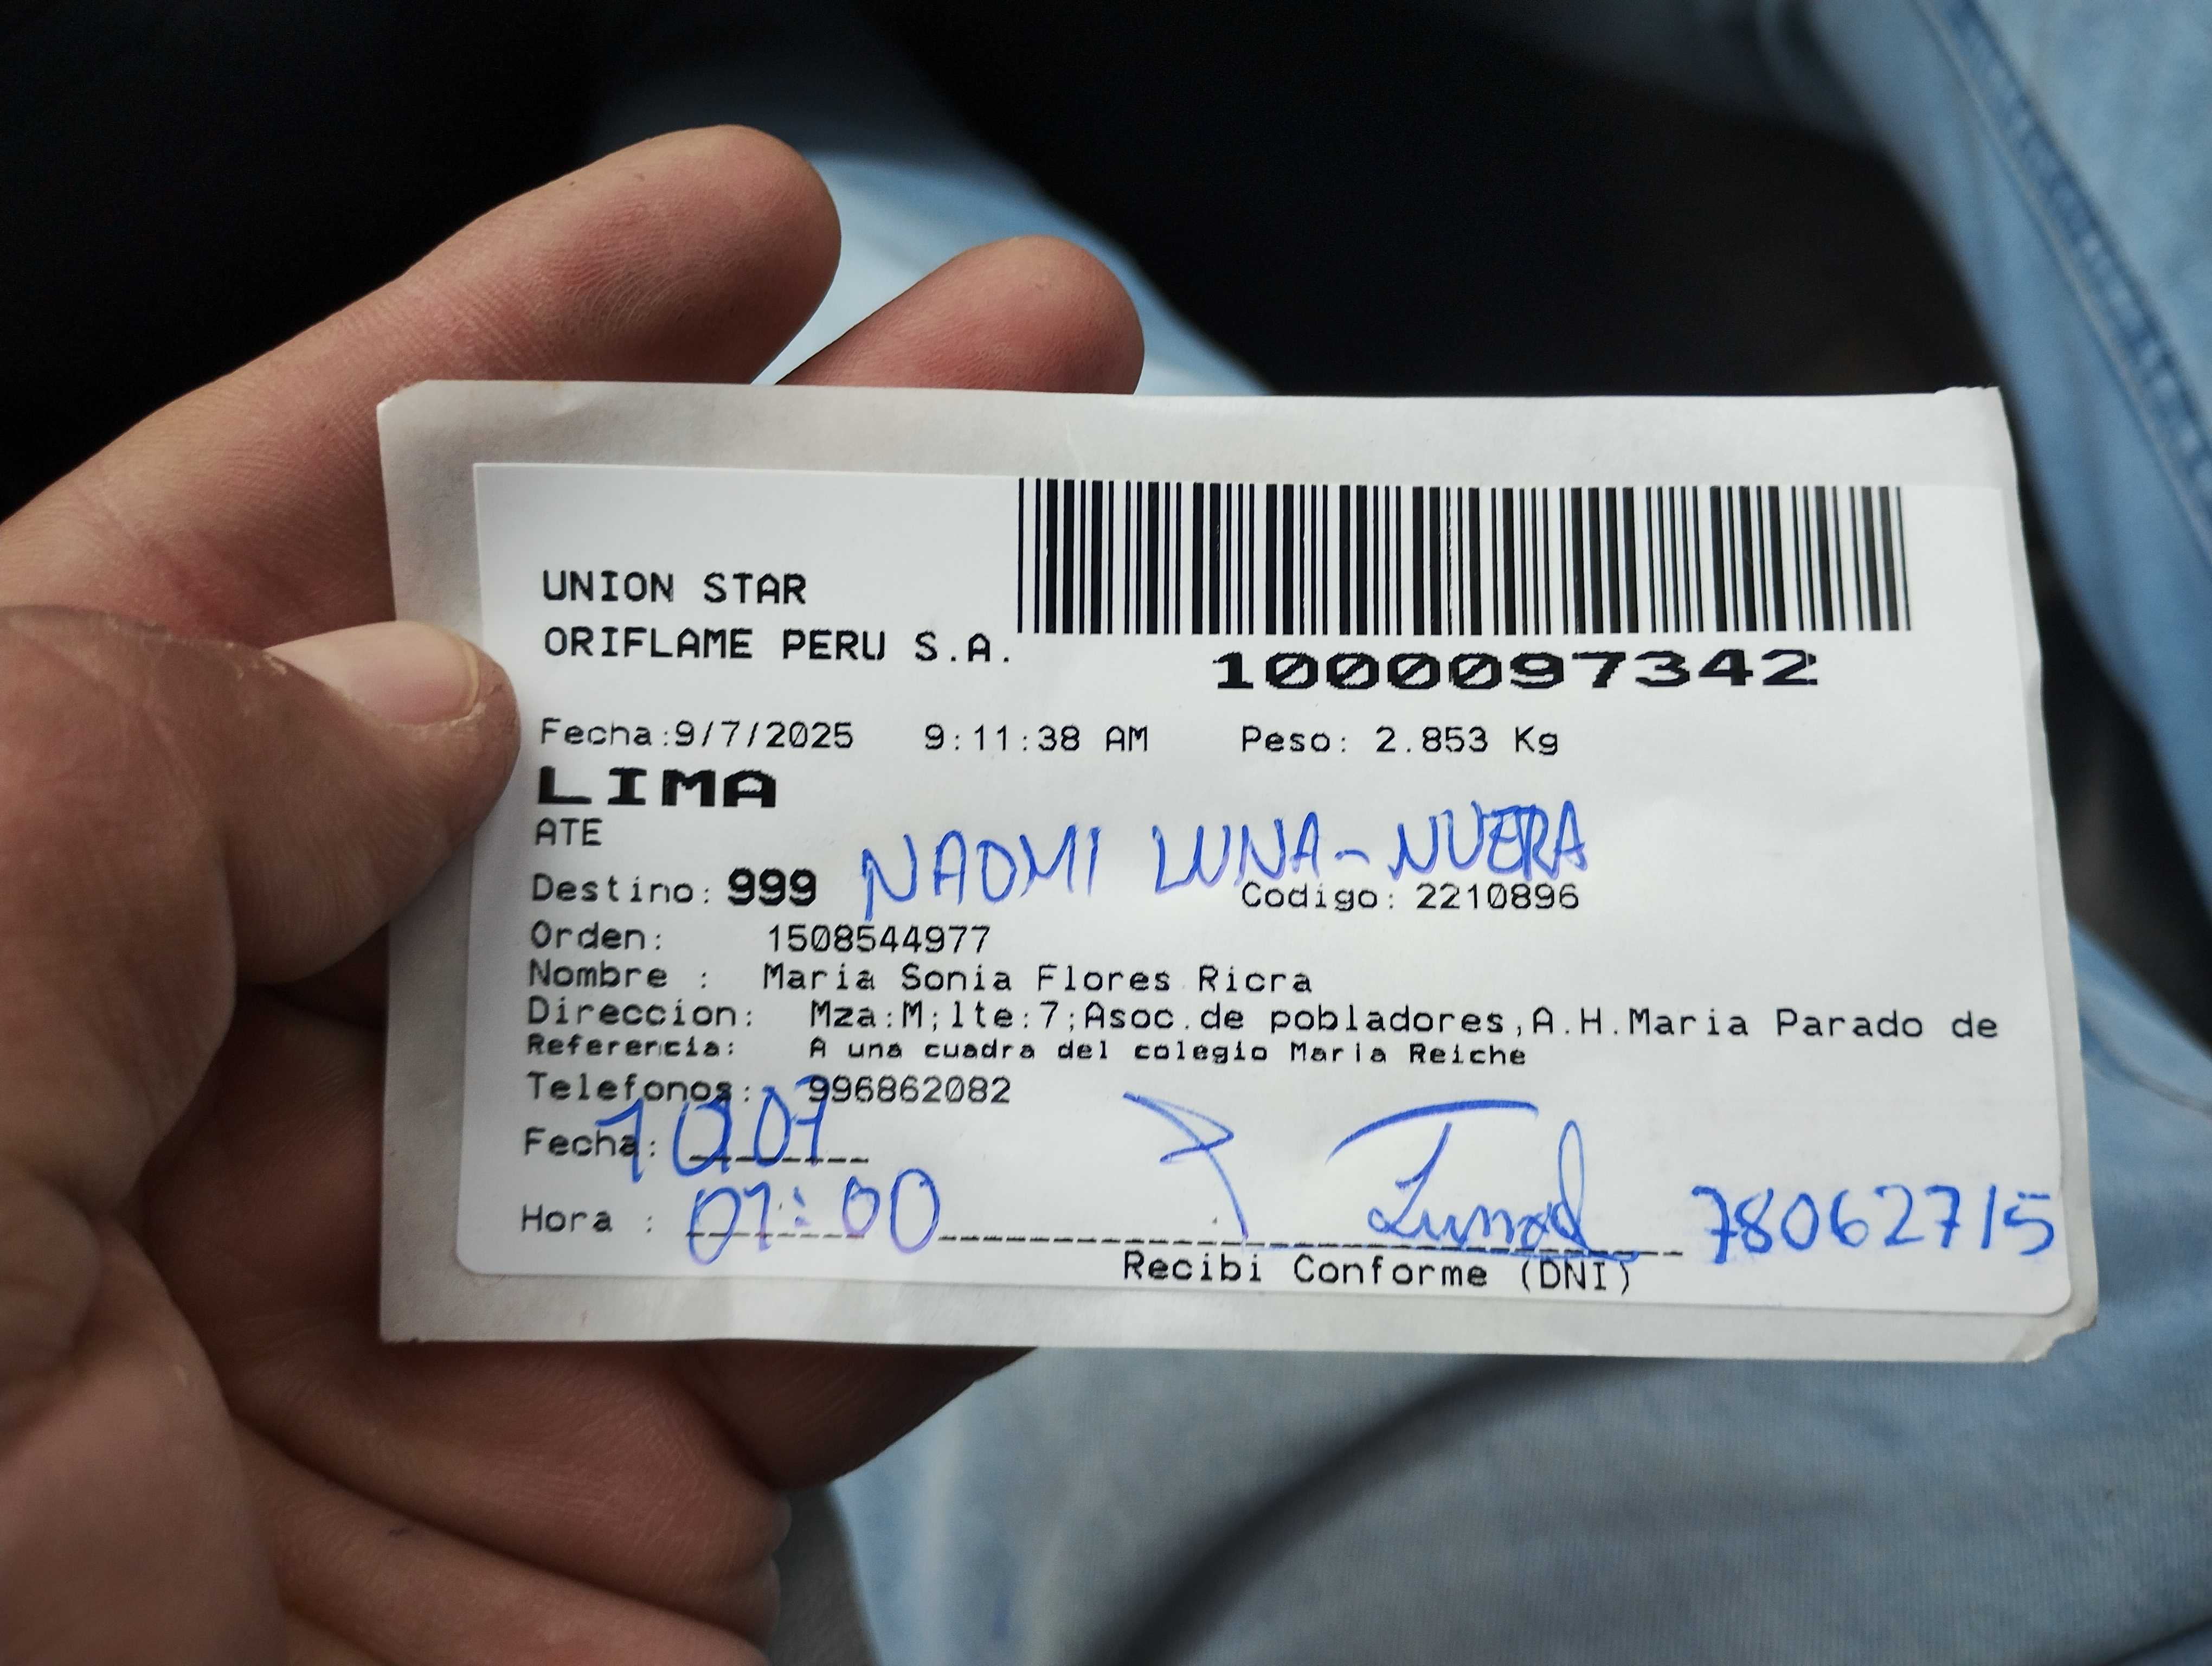 UNION STAR
ORIFLAME PERU S.A.
1000097342
Fecha:9/7/2025 9:11:38 AM Peso: 2.853 Kg
LIMA
ATE
NAOMI LUNA-NUERA
Destino: 999 Codigo: 2210896
Orden: 1508544977
Nombre : Maria Sonia Flores Ricra
Direccion: Mza:M;lte:7;Asoc.de pobladores,A.H.Maria Parado de
Referencia: A una cuadra del colegio Maria Reiche
Telefonos: 996862082
Fecha: 10/07
Hora : 01:00 78062715
Recibi Conforme (DNI)